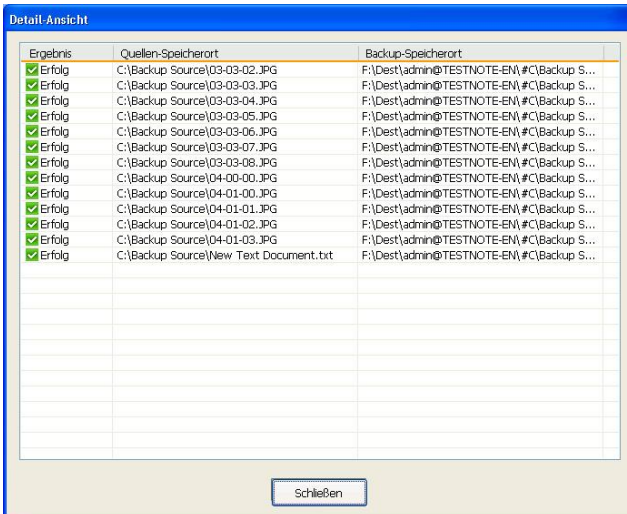 Detail-Ansicht
Ergebnis Quellen-Speicherort Backup-Speicherort
Erfolg C:\Backup Source\03-03-02.JPG F:\Dest\admin@TESTNOTE-EN\#C\Backup S...
Erfolg C:\Backup Source\03-03-03.JPG F:\Dest\admin@TESTNOTE-EN\#C\Backup S...
Erfolg C:\Backup Source\03-03-04.JPG F:\Dest\admin@TESTNOTE-EN\#C\Backup S...
Erfolg C:\Backup Source\03-03-05.JPG F:\Dest\admin@TESTNOTE-EN\#C\Backup S...
Erfolg C:\Backup Source\03-03-06.JPG F:\Dest\admin@TESTNOTE-EN\#C\Backup S...
Erfolg C:\Backup Source\03-03-07.JPG F:\Dest\admin@TESTNOTE-EN\#C\Backup S...
Erfolg C:\Backup Source\03-03-08.JPG F:\Dest\admin@TESTNOTE-EN\#C\Backup S...
Erfolg C:\Backup Source\04-00-00.JPG F:\Dest\admin@TESTNOTE-EN\#C\Backup S...
Erfolg C:\Backup Source\04-01-00.JPG F:\Dest\admin@TESTNOTE-EN\#C\Backup S...
Erfolg C:\Backup Source\04-01-01.JPG F:\Dest\admin@TESTNOTE-EN\#C\Backup S...
Erfolg C:\Backup Source\04-01-02.JPG F:\Dest\admin@TESTNOTE-EN\#C\Backup S...
Erfolg C:\Backup Source\04-01-03.JPG F:\Dest\admin@TESTNOTE-EN\#C\Backup S...
Erfolg C:\Backup Source\New Text Document.txt F:\Dest\admin@TESTNOTE-EN\#C\Backup S...
Schließen